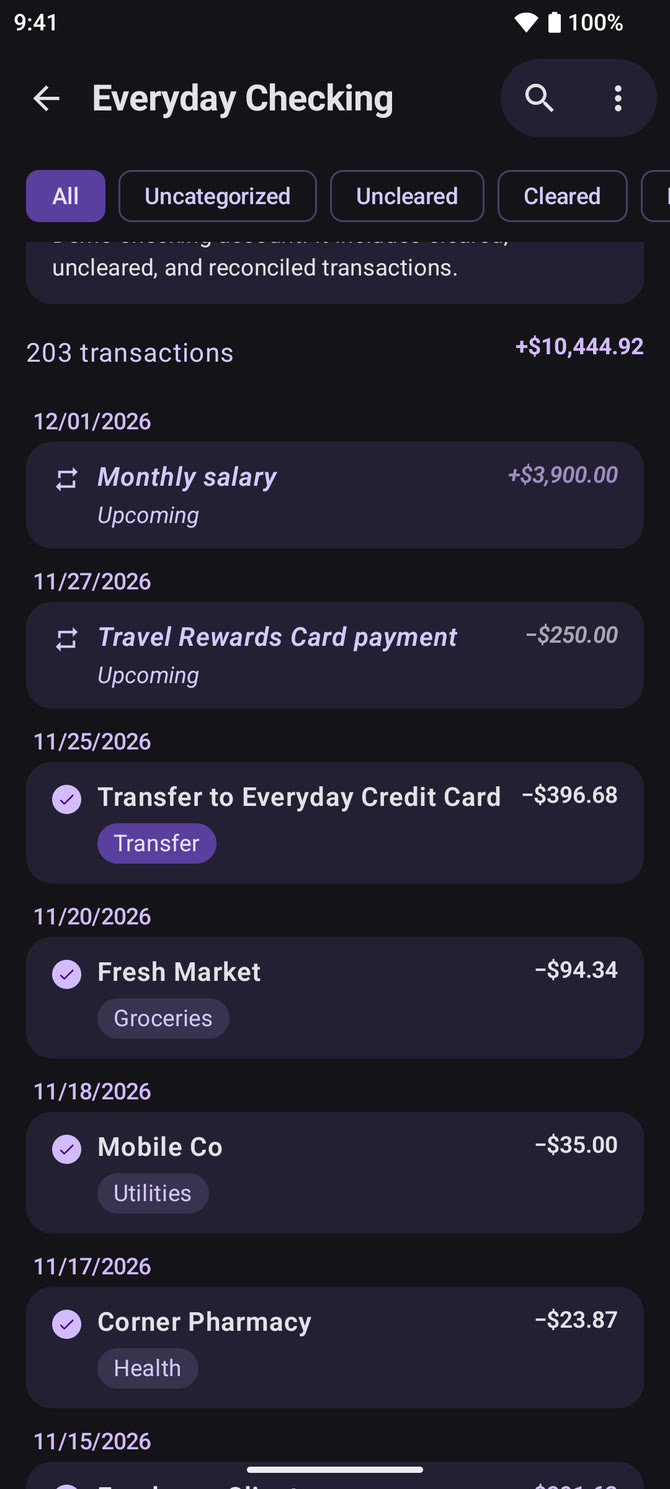 9:41
100%
Everyday Checking
All
Uncategorized
Uncleared
Cleared
uncleared, and reconciled transactions.
203 transactions
+$10,444.92
12/01/2026
Monthly salary
+$3,900.00
Upcoming
11/27/2026
Travel Rewards Card payment
−$250.00
Upcoming
11/25/2026
Transfer to Everyday Credit Card
−$396.68
Transfer
11/20/2026
Fresh Market
−$94.34
Groceries
11/18/2026
Mobile Co
−$35.00
Utilities
11/17/2026
Corner Pharmacy
−$23.87
Health
11/15/2026